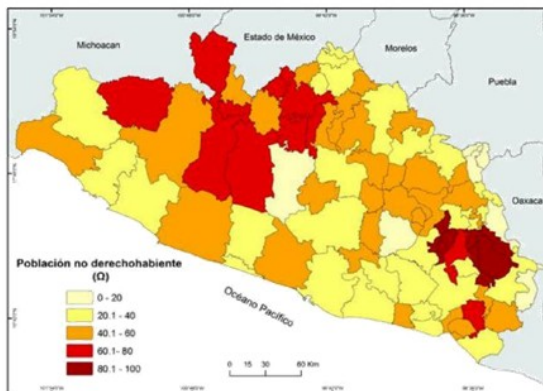 Michoacan
Estado de México
Morelos
Puebla
Oaxaca
Océano Pacífico
Población no derechohabiente
(Ω)
0 - 20
20.1 - 40
40.1 - 60
60.1- 80
80.1 - 100
0 15 30 60 Km